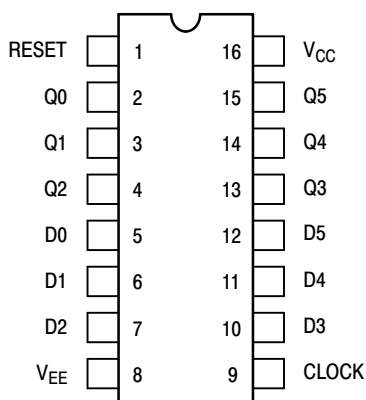 RESET 1 16 VCC
Q0 2 15 Q5
Q1 3 14 Q4
Q2 4 13 Q3
D0 5 12 D5
D1 6 11 D4
D2 7 10 D3
VEE 8 9 CLOCK